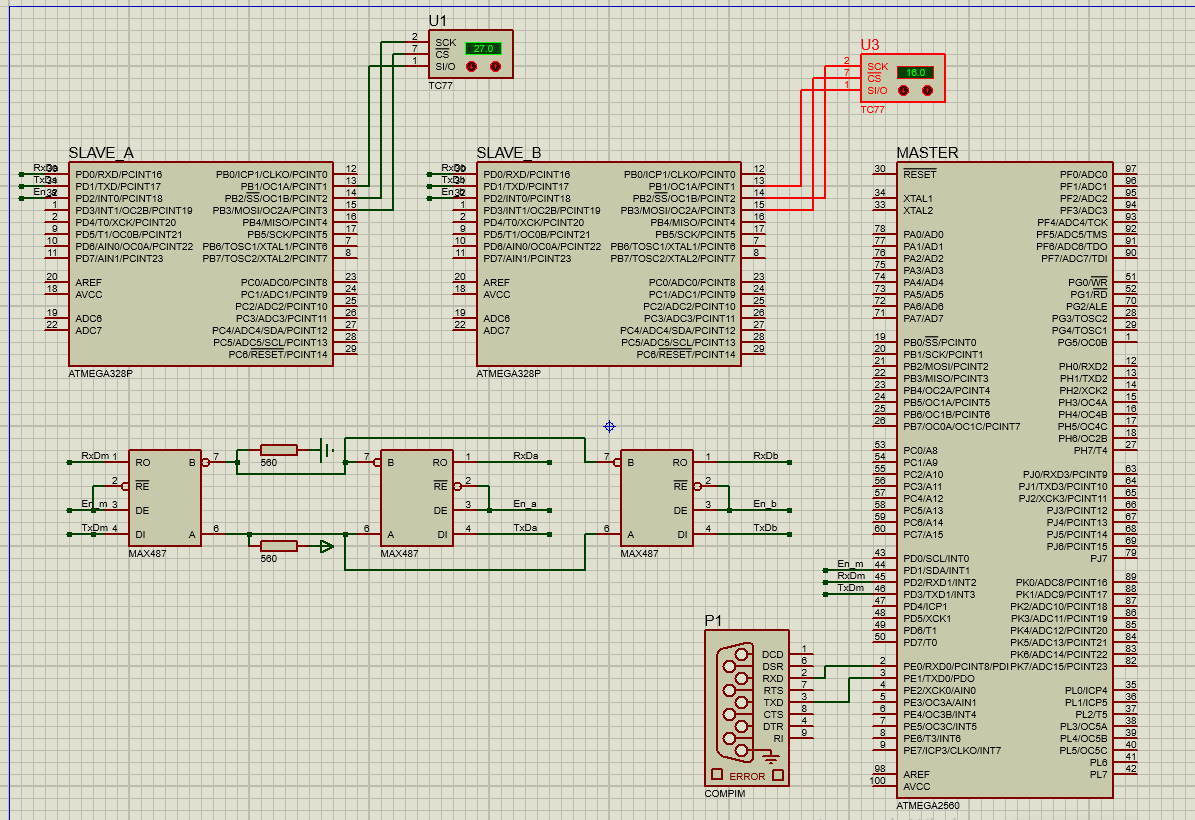 U1
2 SCK 27.0
7 CS
1 SI/O
TC77
U3
2 SCK 16.0
7 CS
1 SI/O
TC77
SLAVE_A
RxDa PD0/RXD/PCINT16 PB0/ICP1/CLKO/PCINT0 12
TxDa PD1/TXD/PCINT17 PB1/OC1A/PCINT1 13
En_a PD2/INT0/PCINT18 PB2/SS/OC1B/PCINT2 14
1 PD3/INT1/OC2B/PCINT19 PB3/MOSI/OC2A/PCINT3 15
2 PD4/T0/XCK/PCINT20 PB4/MISO/PCINT4 16
9 PD5/T1/OC0B/PCINT21 PB5/SCK/PCINT5 17
10 PD6/AIN0/OC0A/PCINT22 PB6/TOSC1/XTAL1/PCINT6 7
11 PD7/AIN1/PCINT23 PB7/TOSC2/XTAL2/PCINT7 8
20 AREF PC0/ADC0/PCINT8 23
18 AVCC PC1/ADC1/PCINT9 24
PC2/ADC2/PCINT10 25
19 ADC6 PC3/ADC3/PCINT11 26
22 ADC7 PC4/ADC4/SDA/PCINT12 27
PC5/ADC5/SCL/PCINT13 28
PC6/RESET/PCINT14 29
ATMEGA328P
SLAVE_B
RxDb PD0/RXD/PCINT16 PB0/ICP1/CLKO/PCINT0 12
TxDb PD1/TXD/PCINT17 PB1/OC1A/PCINT1 13
En_b PD2/INT0/PCINT18 PB2/SS/OC1B/PCINT2 14
1 PD3/INT1/OC2B/PCINT19 PB3/MOSI/OC2A/PCINT3 15
2 PD4/T0/XCK/PCINT20 PB4/MISO/PCINT4 16
9 PD5/T1/OC0B/PCINT21 PB5/SCK/PCINT5 17
10 PD6/AIN0/OC0A/PCINT22 PB6/TOSC1/XTAL1/PCINT6 7
11 PD7/AIN1/PCINT23 PB7/TOSC2/XTAL2/PCINT7 8
20 AREF PC0/ADC0/PCINT8 23
18 AVCC PC1/ADC1/PCINT9 24
PC2/ADC2/PCINT10 25
19 ADC6 PC3/ADC3/PCINT11 26
22 ADC7 PC4/ADC4/SDA/PCINT12 27
PC5/ADC5/SCL/PCINT13 28
PC6/RESET/PCINT14 29
ATMEGA328P
MASTER
30 RESET PF0/ADC0 97
PF1/ADC1 96
34 XTAL1 PF2/ADC2 95
33 XTAL2 PF3/ADC3 94
PF4/ADC4/TCK 93
78 PA0/AD0 PF5/ADC5/TMS 92
77 PA1/AD1 PF6/ADC6/TDO 91
76 PA2/AD2 PF7/ADC7/TDI 90
75 PA3/AD3
74 PA4/AD4 PG0/WR 51
73 PA5/AD5 PG1/RD 52
72 PA6/AD6 PG2/ALE 70
71 PA7/AD7 PG3/TOSC2 28
PG4/TOSC1 29
19 PB0/SS/PCINT0 PG5/OC0B 1
20 PB1/SCK/PCINT1
21 PB2/MOSI/PCINT2 PH0/RXD2 12
22 PB3/MISO/PCINT3 PH1/TXD2 13
23 PB4/OC2A/PCINT4 PH2/XCK2 14
24 PB5/OC1A/PCINT5 PH3/OC4A 15
25 PB6/OC1B/PCINT6 PH4/OC4B 16
26 PB7/OC0A/OC1C/PCINT7 PH5/OC4C 17
PH6/OC2B 18
53 PC0/A8 PH7/T4 27
54 PC1/A9
55 PC2/A10 PJ0/RXD3/PCINT9 63
56 PC3/A11 PJ1/TXD3/PCINT10 64
57 PC4/A12 PJ2/XCK3/PCINT11 65
58 PC5/A13 PJ3/PCINT12 66
59 PC6/A14 PJ4/PCINT13 67
60 PC7/A15 PJ5/PCINT14 68
PJ6/PCINT15 69
43 PD0/SCL/INT0 PJ7 79
En_m 44 PD1/SDA/INT1
RxDm 45 PD2/RXD1/INT2 PK0/ADC8/PCINT16 89
TxDm 46 PD3/TXD1/INT3 PK1/ADC9/PCINT17 88
47 PD4/ICP1 PK2/ADC10/PCINT18 87
48 PD5/XCK1 PK3/ADC11/PCINT19 86
49 PD6/T1 PK4/ADC12/PCINT20 85
50 PD7/T0 PK5/ADC13/PCINT21 84
PK6/ADC14/PCINT22 83
2 PE0/RXD0/PCINT8/PDI PK7/ADC15/PCINT23 82
3 PE1/TXD0/PDO
4 PE2/XCK0/AIN0 PL0/ICP4 35
5 PE3/OC3A/AIN1 PL1/ICP5 36
6 PE4/OC3B/INT4 PL2/T5 37
7 PE5/OC3C/INT5 PL3/OC5A 38
8 PE6/T3/INT6 PL4/OC5B 39
9 PE7/ICP3/CLKO/INT7 PL5/OC5C 40
PL6 41
98 AREF PL7 42
100 AVCC
ATMEGA2560
RxDm 1 RO B 7
2 RE
En_m 3 DE
TxDm 4 DI A 6
MAX487
560
560
7 B RO 1 RxDa
RE 2
DE 3 En_a
6 A DI 4 TxDa
MAX487
7 B RO 1 RxDb
RE 2
DE 3 En_b
6 A DI 4 TxDb
MAX487
P1
DCD 1
DSR 6
RXD 2
RTS 7
TXD 3
CTS 8
DTR 4
RI 9
ERROR
COMPIM